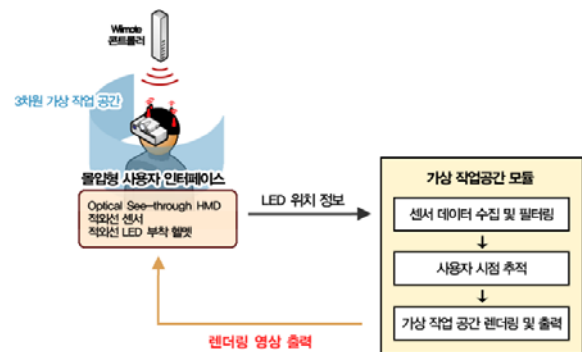 Wiimote
콘트롤러
3차원 가상 작업 공간
몰입형 사용자 인터페이스
Optical See-through HMD
적외선 센서
적외선 LED 부착 헬멧
LED 위치 정보
가상 작업공간 모듈
센서 데이터 수집 및 필터링
사용자 시점 추적
가상 작업 공간 렌더링 및 출력
렌더링 영상 출력